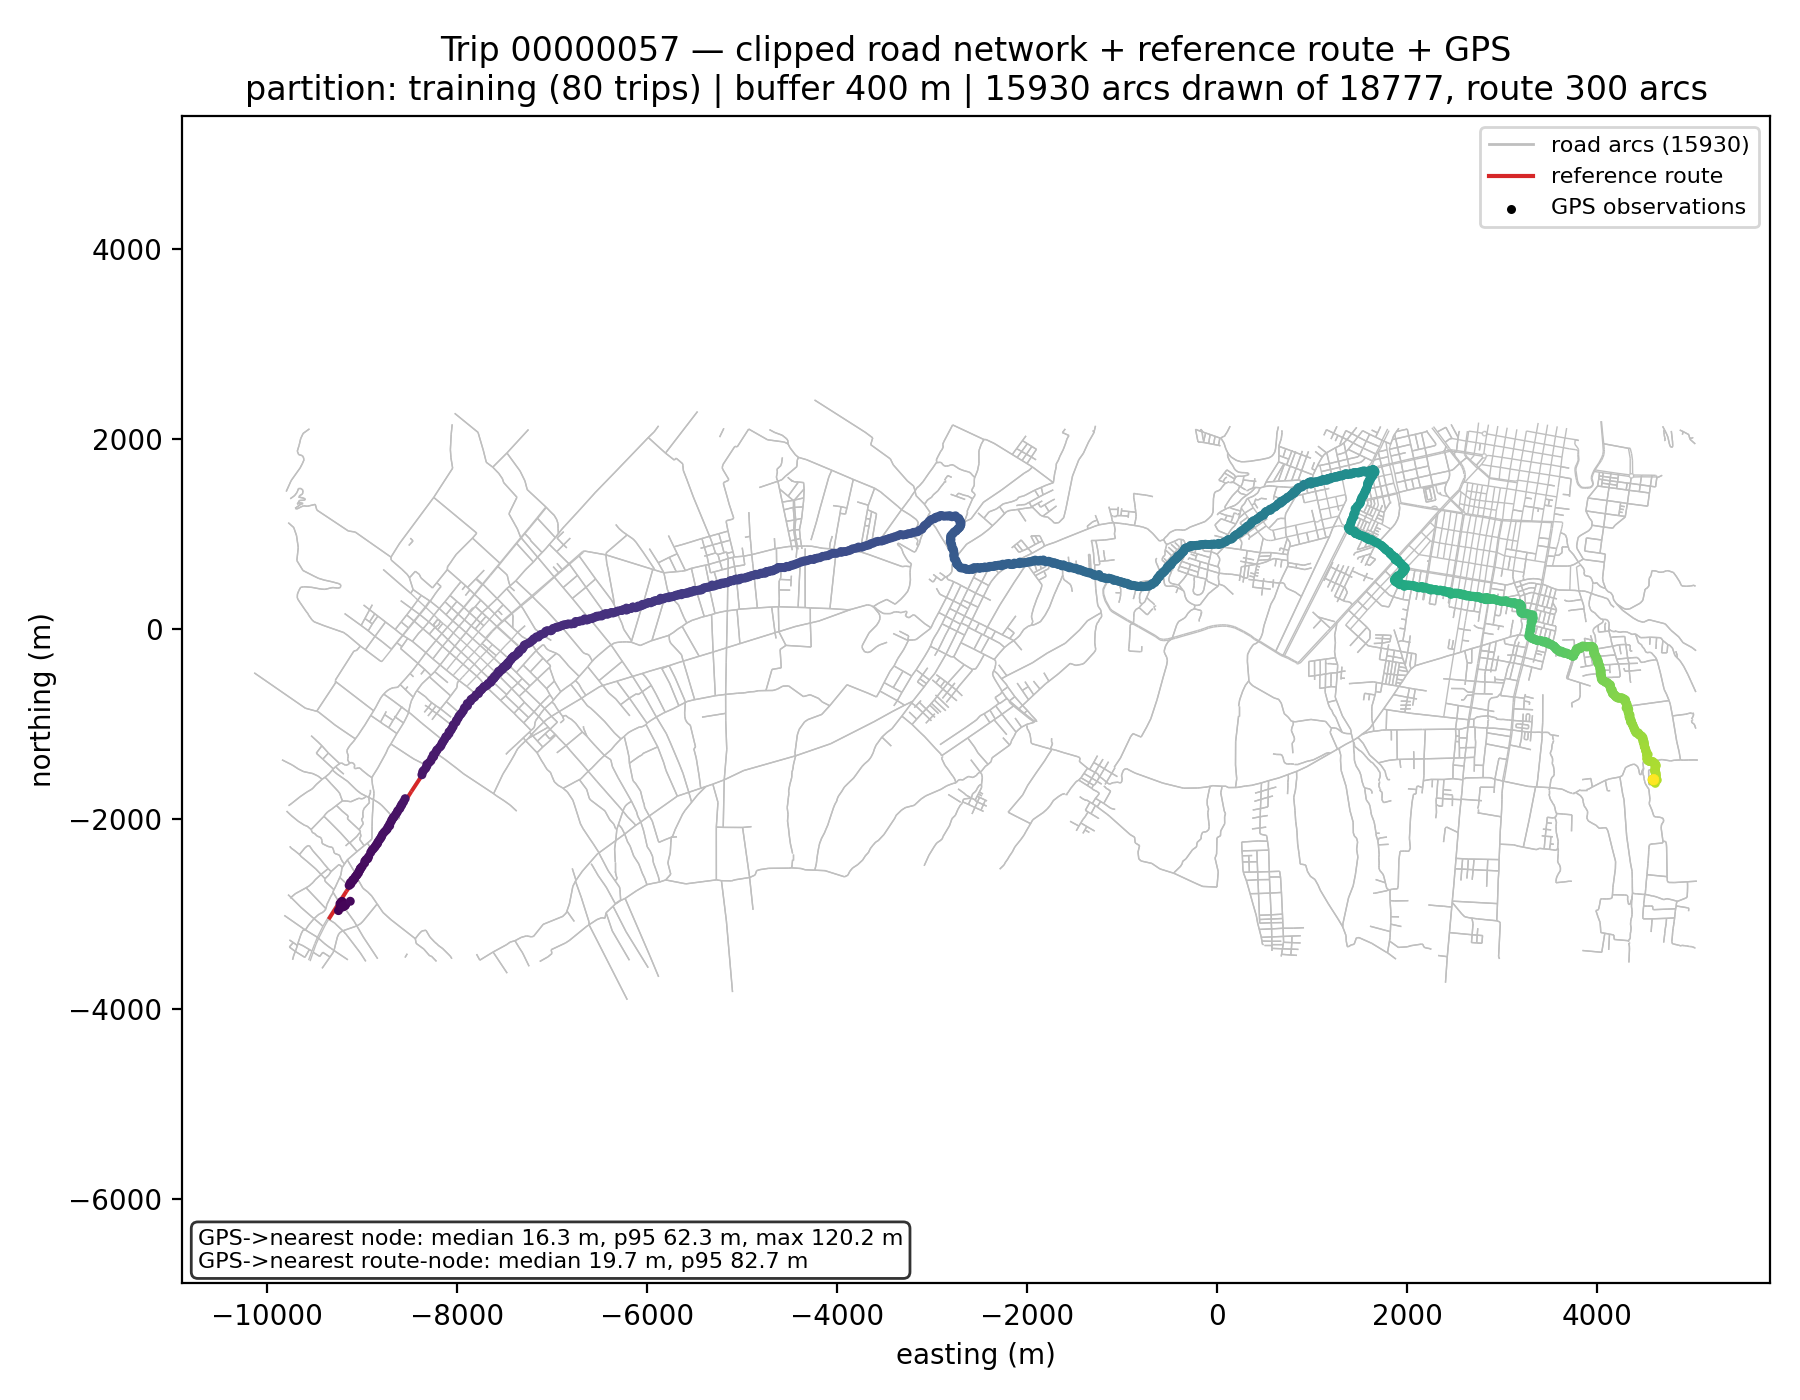 Trip 00000057 — clipped road network + reference route + GPS
partition: training (80 trips) | buffer 400 m | 15930 arcs drawn of 18777, route 300 arcs
road arcs (15930)
reference route
GPS observations
4000
2000
0
−2000
−4000
−6000
northing (m)
GPS->nearest node: median 16.3 m, p95 62.3 m, max 120.2 m
GPS->nearest route-node: median 19.7 m, p95 82.7 m
−10000 −8000 −6000 −4000 −2000 0 2000 4000
easting (m)